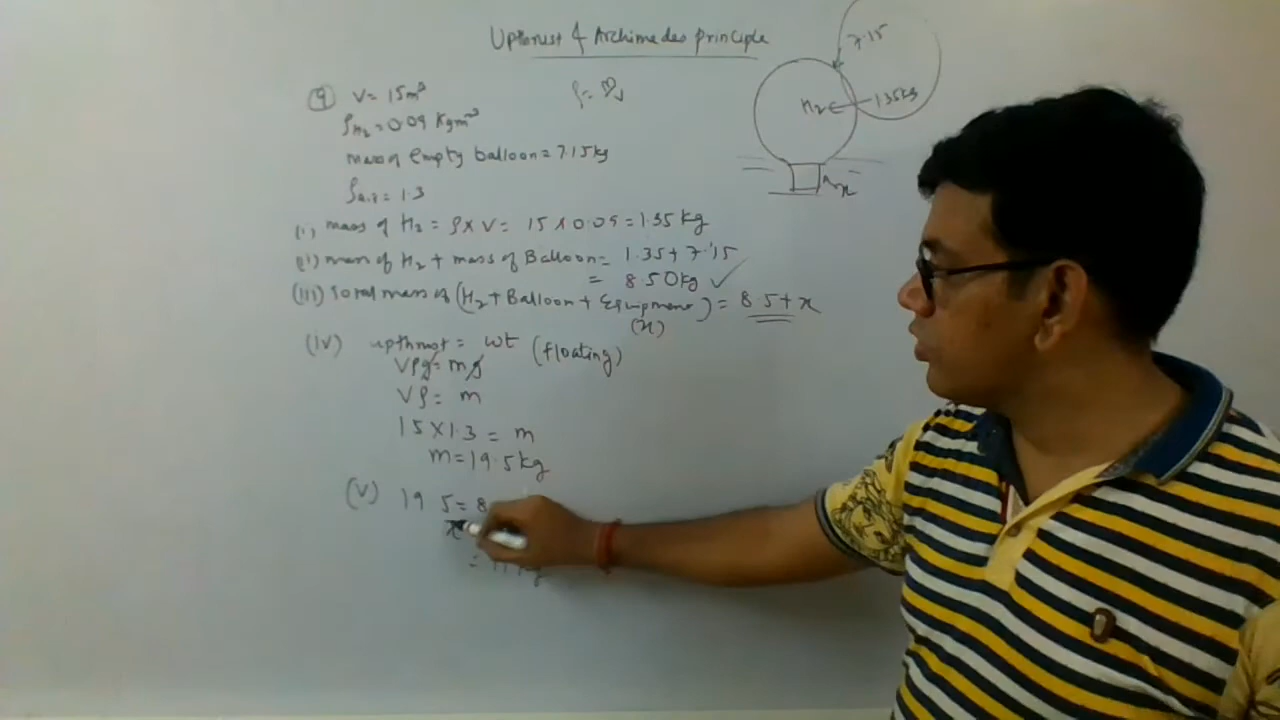 Upthrust & Archimedes principle
9 V = 15m³
ρ = m/v
ρH₂ = 0.09 Kgm⁻³
mass of empty balloon = 7.15kg
ρair = 1.3
7.15
H₂ 1.35kg
x
(i) mass of H₂ = ρ × V = 15 × 0.09 = 1.35 kg
(ii) mass of H₂ + mass of Balloon = 1.35 + 7.15
= 8.50kg ✓
(iii) Total mass of (H₂ + Balloon + Equipment) = 8.5 + x
(x)
(iv) upthrust = wt (floating)
Vρg = mg
Vρ = m
15 × 1.3 = m
m = 19.5kg
(v) 19.5 = 8
x
= 11 kg